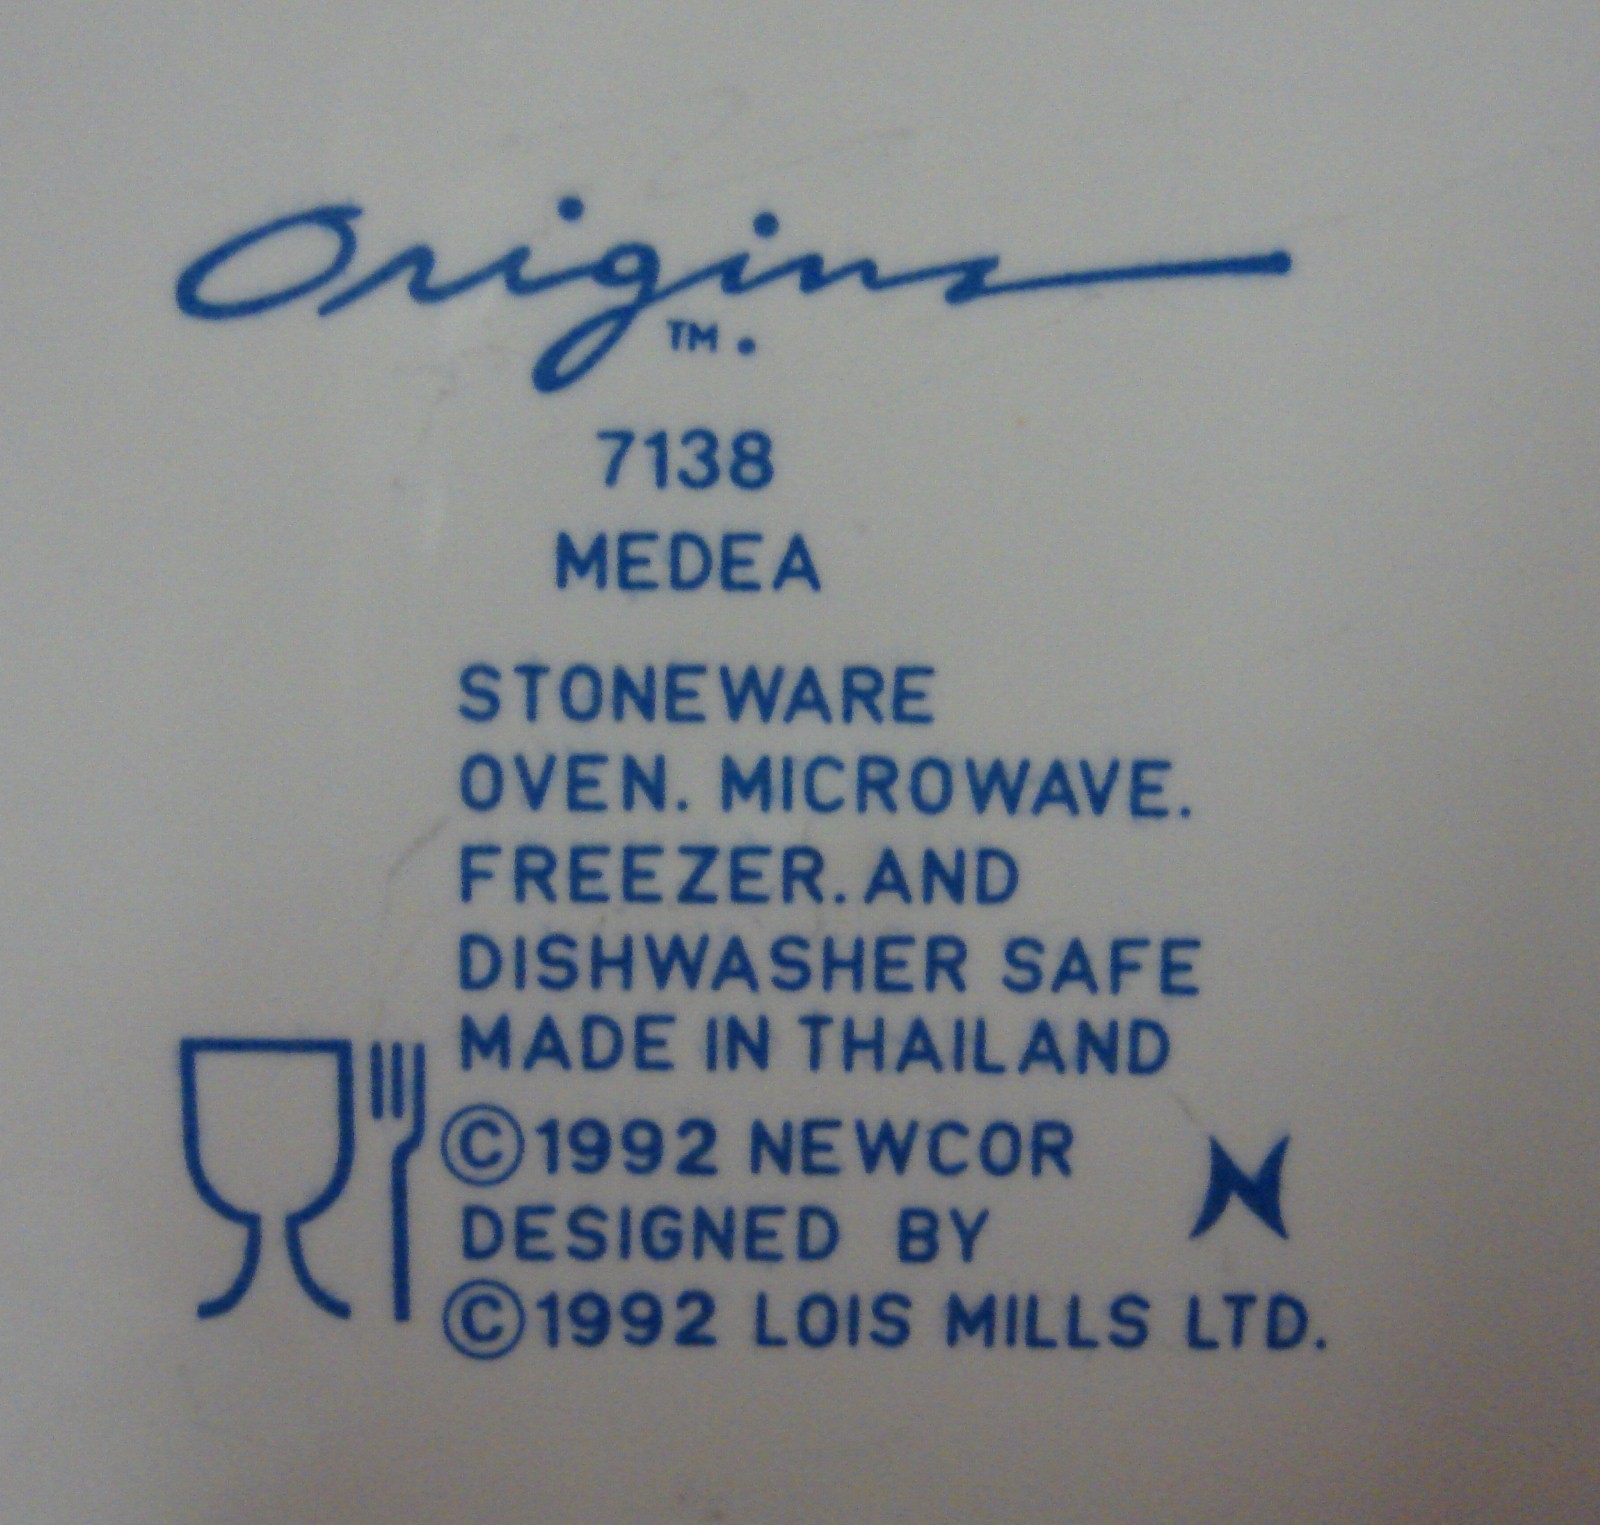 Origins
TM.
7138
MEDEA
STONEWARE
OVEN. MICROWAVE.
FREEZER. AND
DISHWASHER SAFE
MADE IN THAILAND
©1992 NEWCOR
DESIGNED BY
©1992 LOIS MILLS LTD.
N